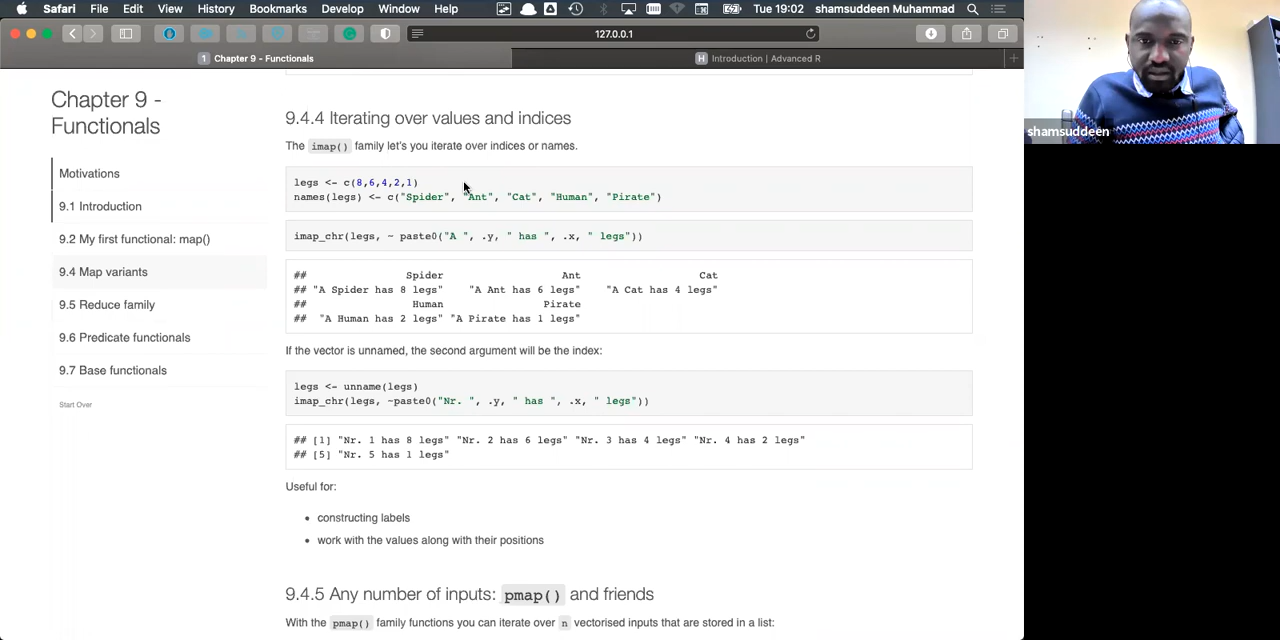 Safari File Edit View History Bookmarks Develop Window Help Tue 19:02 shamsuddeen Muhammad
127.0.0.1
1 Chapter 9 - Functionals H Introduction | Advanced R
Chapter 9 -
Functionals
Motivations
9.1 Introduction
9.2 My first functional: map()
9.4 Map variants
9.5 Reduce family
9.6 Predicate functionals
9.7 Base functionals
Start Over
9.4.4 Iterating over values and indices
The imap() family let's you iterate over indices or names.
legs <- c(8,6,4,2,1)
names(legs) <- c("Spider", "Ant", "Cat", "Human", "Pirate")
imap_chr(legs, ~ paste0("A ", .y, " has ", .x, " legs"))
## Spider Ant Cat
## "A Spider has 8 legs" "A Ant has 6 legs" "A Cat has 4 legs"
## Human Pirate
## "A Human has 2 legs" "A Pirate has 1 legs"
If the vector is unnamed, the second argument will be the index:
legs <- unname(legs)
imap_chr(legs, ~paste0("Nr. ", .y, " has ", .x, " legs"))
## [1] "Nr. 1 has 8 legs" "Nr. 2 has 6 legs" "Nr. 3 has 4 legs" "Nr. 4 has 2 legs"
## [5] "Nr. 5 has 1 legs"
Useful for:
• constructing labels
• work with the values along with their positions
9.4.5 Any number of inputs: pmap() and friends
With the pmap() family functions you can iterate over n vectorised inputs that are stored in a list:
shamsuddeen